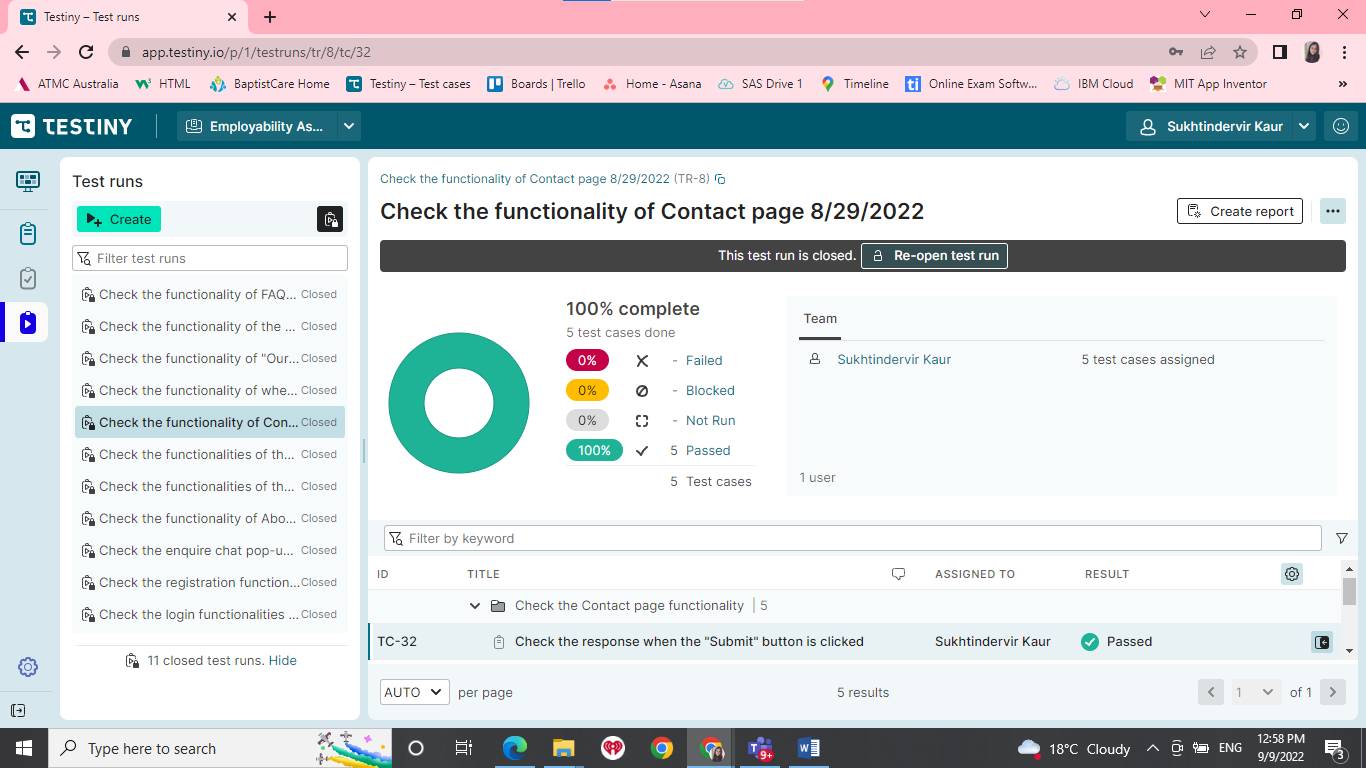 Testiny – Test runs
app.testiny.io/p/1/testruns/tr/8/tc/32
ATMC Australia HTML BaptistCare Home Testiny – Test cases Boards | Trello Home - Asana SAS Drive 1 Timeline Online Exam Softw... IBM Cloud MIT App Inventor »
TESTINY Employability As... Sukhtindervir Kaur
Test runs
Create
Filter test runs
Check the functionality of FAQ... Closed
Check the functionality of the ... Closed
Check the functionality of "Our... Closed
Check the functionality of whe... Closed
Check the functionality of Con... Closed
Check the functionalities of th... Closed
Check the functionalities of th... Closed
Check the functionality of Abo... Closed
Check the enquire chat pop-u... Closed
Check the registration function... Closed
Check the login functionalities ... Closed
11 closed test runs. Hide
Check the functionality of Contact page 8/29/2022 (TR-8)
Check the functionality of Contact page 8/29/2022
Create report
This test run is closed. Re-open test run
100% complete
5 test cases done
0% - Failed
0% - Blocked
0% - Not Run
100% 5 Passed
5 Test cases
Team
Sukhtindervir Kaur 5 test cases assigned
1 user
Filter by keyword
ID TITLE ASSIGNED TO RESULT
Check the Contact page functionality 5
TC-32 Check the response when the "Submit" button is clicked Sukhtindervir Kaur Passed
AUTO per page 5 results 1 of 1
Type here to search
9+
18°C Cloudy ENG
12:58 PM
9/9/2022
3